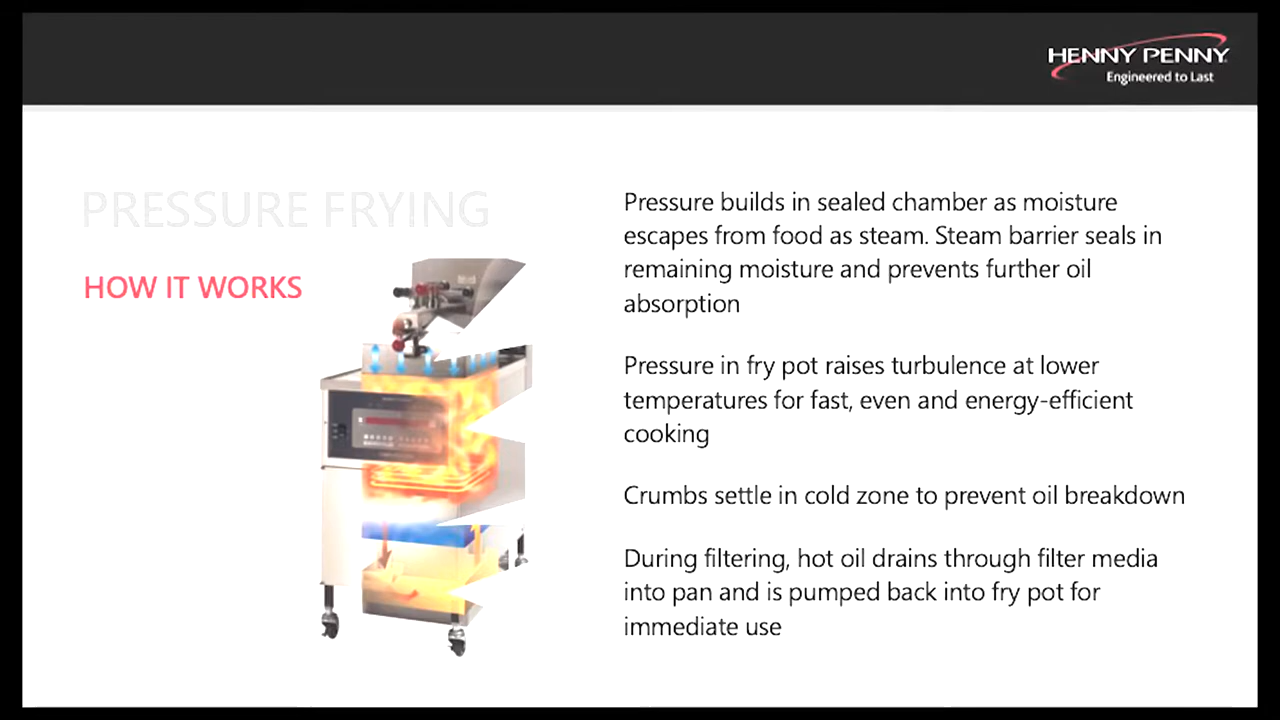 HENNY PENNY
Engineered to Last
PRESSURE FRYING
HOW IT WORKS
Pressure builds in sealed chamber as moisture
escapes from food as steam. Steam barrier seals in
remaining moisture and prevents further oil
absorption
Pressure in fry pot raises turbulence at lower
temperatures for fast, even and energy-efficient
cooking
Crumbs settle in cold zone to prevent oil breakdown
During filtering, hot oil drains through filter media
into pan and is pumped back into fry pot for
immediate use